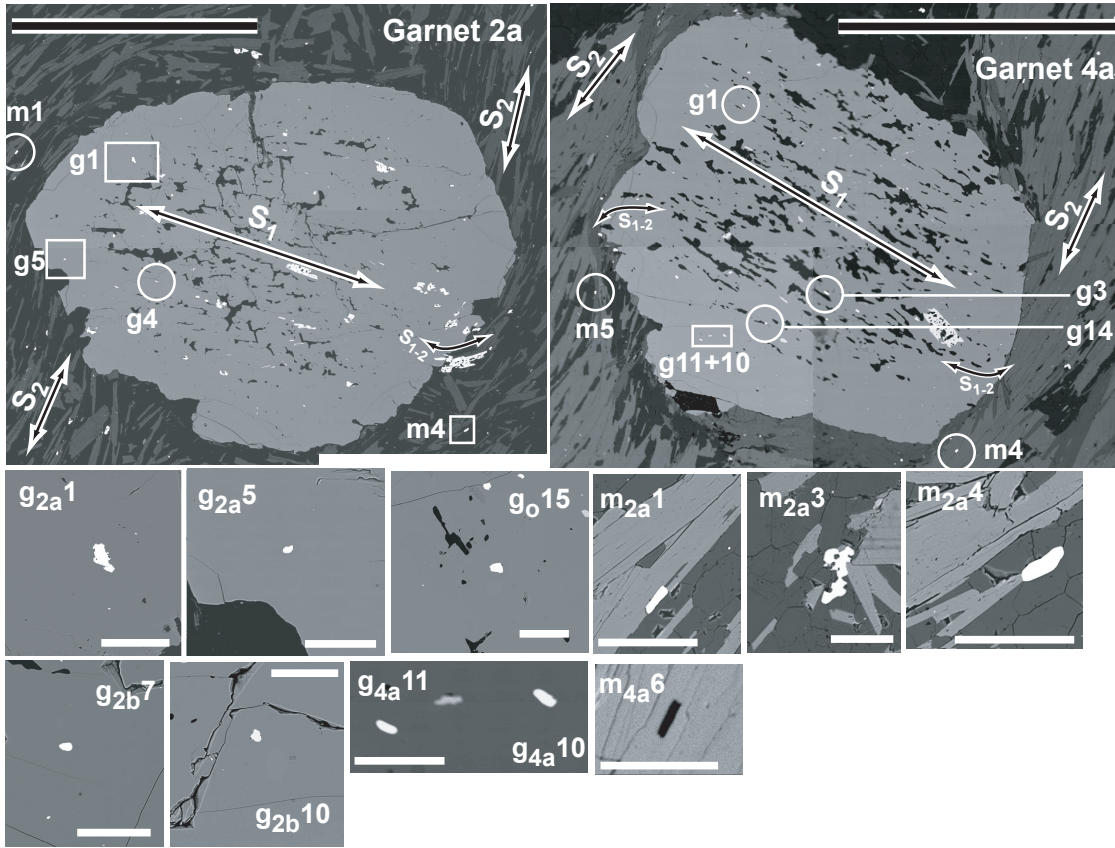 Garnet 2a
S2
m1
g1
S1
g5
g4
S1-2
S2
m4
Garnet 4a
S2
g1
S1
S1-2
S2
g3
m5
g14
g11+10
S1-2
m4
g2a1
g2a5
go15
m2a1
m2a3
m2a4
g2b7
g2b10
g4a11
g4a10
m4a6